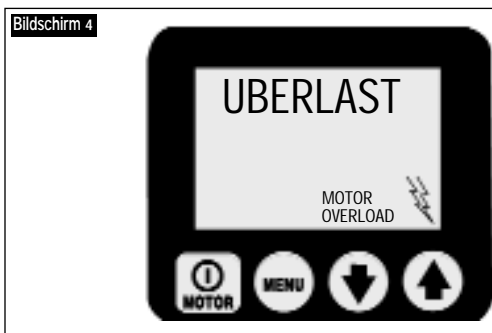 Bildschirm 4
UBERLAST
MOTOR
OVERLOAD
MOTOR
MENU